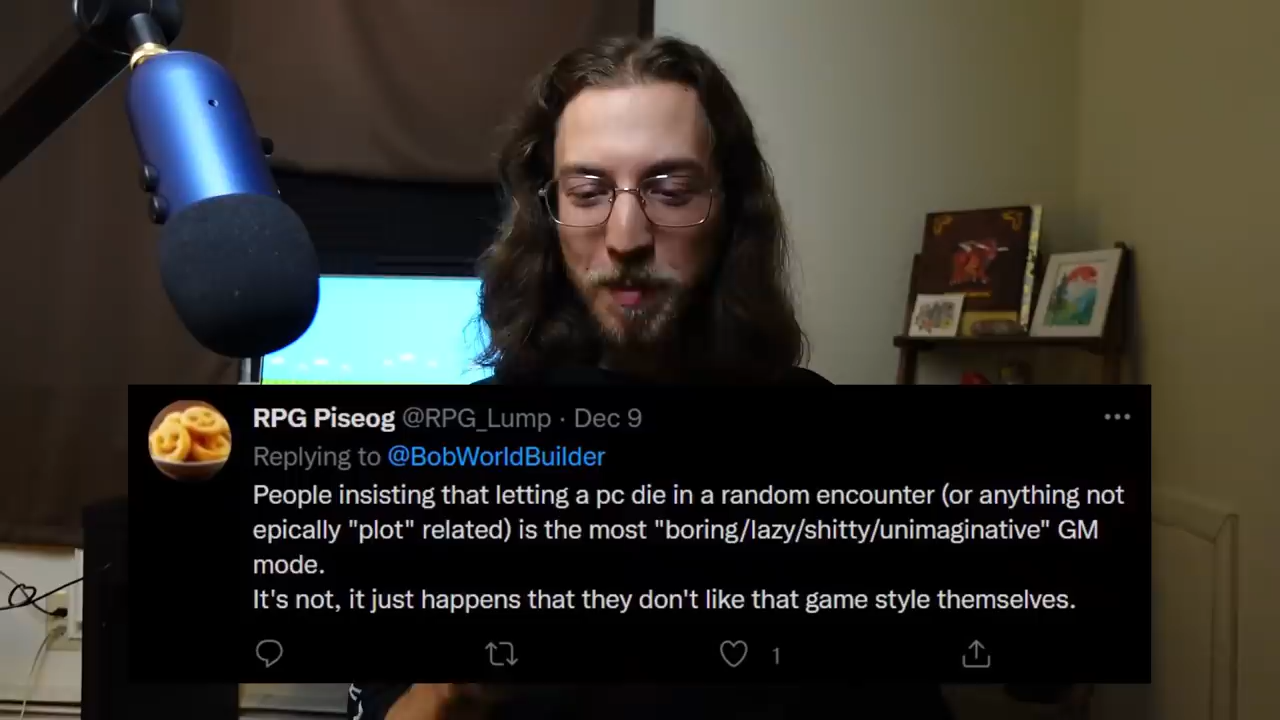 RPG Piseog @RPG_Lump · Dec 9
Replying to @BobWorldBuilder
People insisting that letting a pc die in a random encounter (or anything not
epically "plot" related) is the most "boring/lazy/shitty/unimaginative" GM
mode.
It's not, it just happens that they don't like that game style themselves.
1